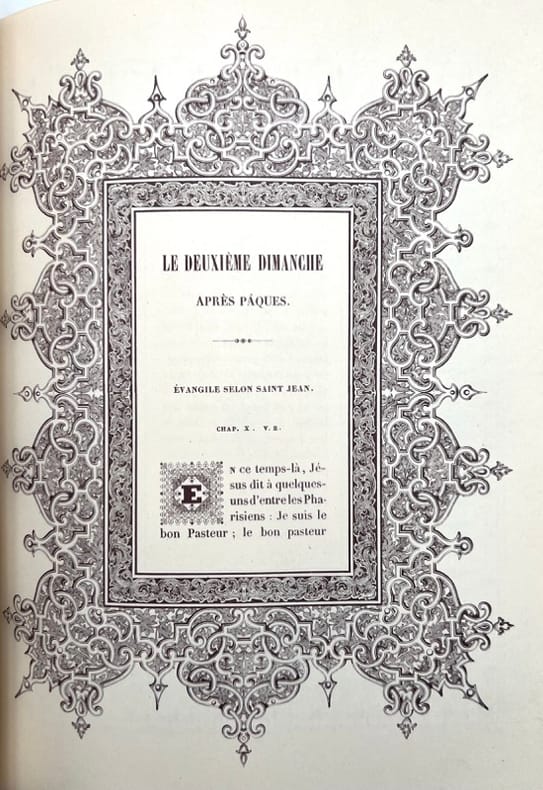 LE DEUXIÈME DIMANCHE
APRÈS PÂQUES.
ÉVANGILE SELON SAINT JEAN.
CHAP. X. V. 2.
EN ce temps-là, Jé-
sus dit à quelques-
uns d'entre les Pha-
risiens : Je suis le
bon Pasteur ; le bon pasteur